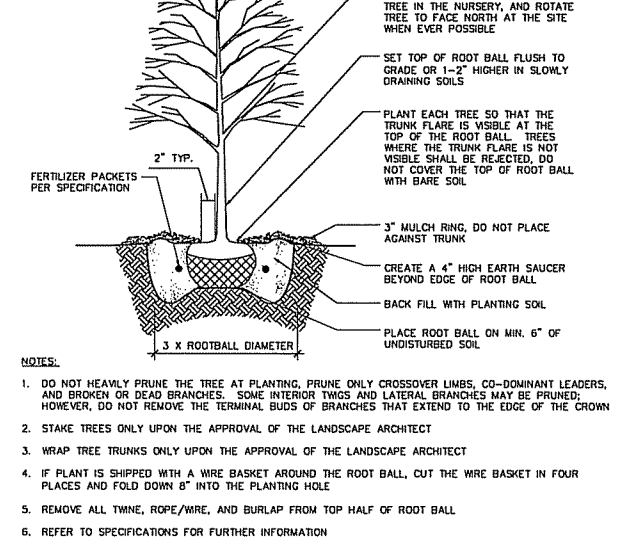 TREE IN THE NURSERY, AND ROTATE
TREE TO FACE NORTH AT THE SITE
WHEN EVER POSSIBLE
SET TOP OF ROOT BALL FLUSH TO
GRADE OR 1-2" HIGHER IN SLOWLY
DRAINING SOILS
PLANT EACH TREE SO THAT THE
TRUNK FLARE IS VISIBLE AT THE
TOP OF THE ROOT BALL. TREES
WHERE THE TRUNK FLARE IS NOT
VISIBLE SHALL BE REJECTED, DO
NOT COVER THE TOP OF ROOT BALL
WITH BARE SOIL
2" TYP.
FERTILIZER PACKETS
PER SPECIFICATION
3" MULCH RING, DO NOT PLACE
AGAINST TRUNK
CREATE A 4" HIGH EARTH SAUCER
BEYOND EDGE OF ROOT BALL
BACK FILL WITH PLANTING SOIL
PLACE ROOT BALL ON MIN. 6" OF
UNDISTURBED SOIL
3 X ROOTBALL DIAMETER
NOTES:
1. DO NOT HEAVILY PRUNE THE TREE AT PLANTING, PRUNE ONLY CROSSOVER LIMBS, CO-DOMINANT LEADERS,
AND BROKEN OR DEAD BRANCHES. SOME INTERIOR TWIGS AND LATERAL BRANCHES MAY BE PRUNED;
HOWEVER, DO NOT REMOVE THE TERMINAL BUDS OF BRANCHES THAT EXTEND TO THE EDGE OF THE CROWN
2. STAKE TREES ONLY UPON THE APPROVAL OF THE LANDSCAPE ARCHITECT
3. WRAP TREE TRUNKS ONLY UPON THE APPROVAL OF THE LANDSCAPE ARCHITECT
4. IF PLANT IS SHIPPED WITH A WIRE BASKET AROUND THE ROOT BALL, CUT THE WIRE BASKET IN FOUR
PLACES AND FOLD DOWN 8" INTO THE PLANTING HOLE
5. REMOVE ALL TWINE, ROPE/WIRE, AND BURLAP FROM TOP HALF OF ROOT BALL
6. REFER TO SPECIFICATIONS FOR FURTHER INFORMATION